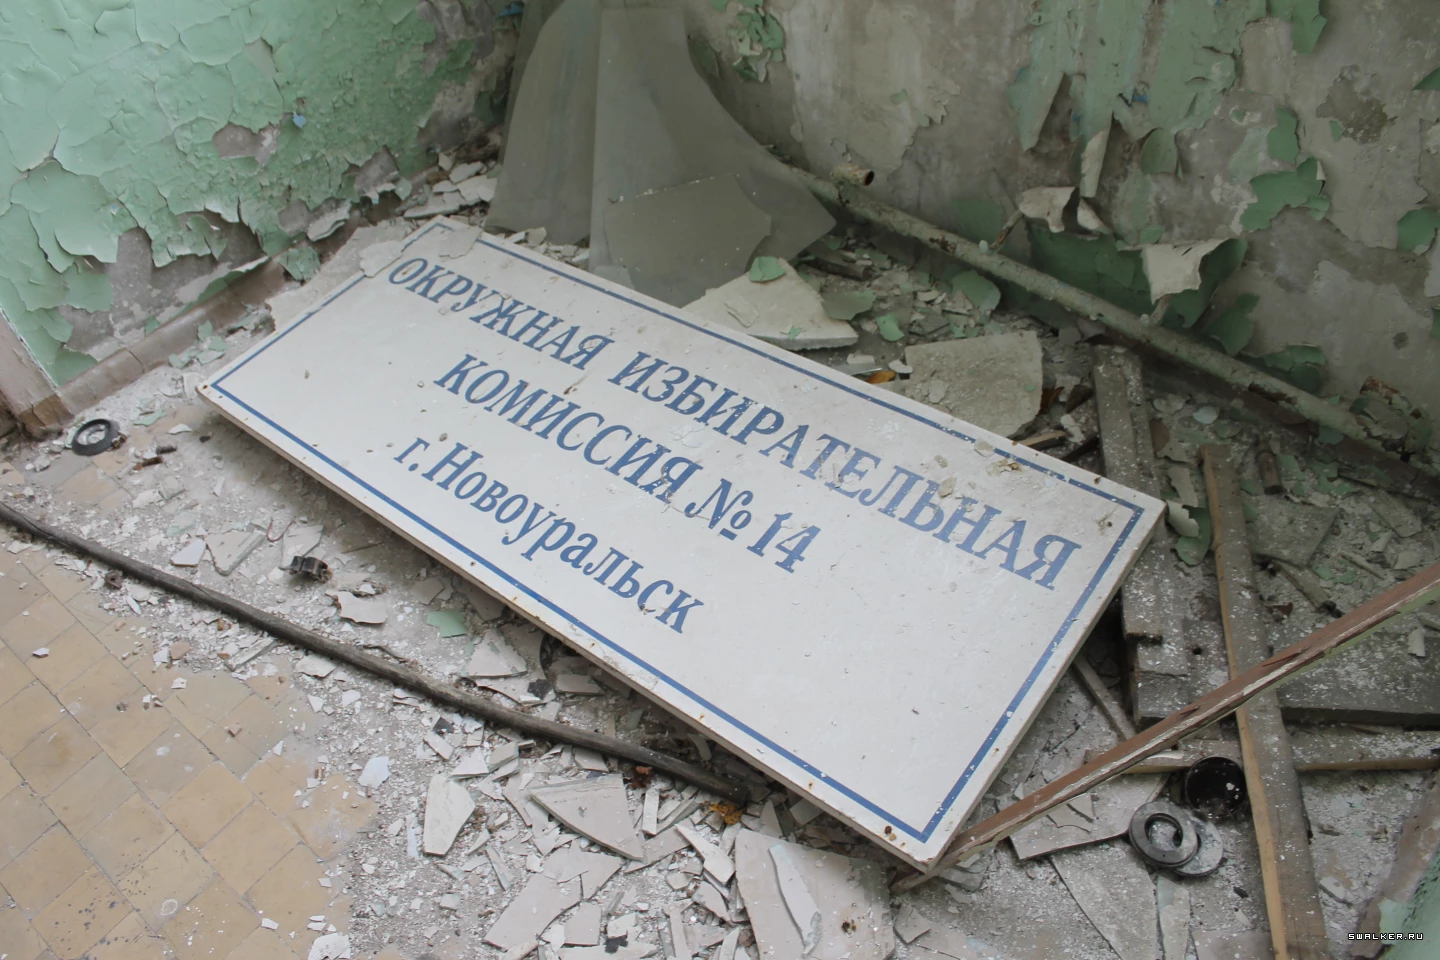 ОКРУЖНАЯ ИЗБИРАТЕЛЬНАЯ
КОМИССИЯ № 14
г.Новоуральск
SWALKER.RU